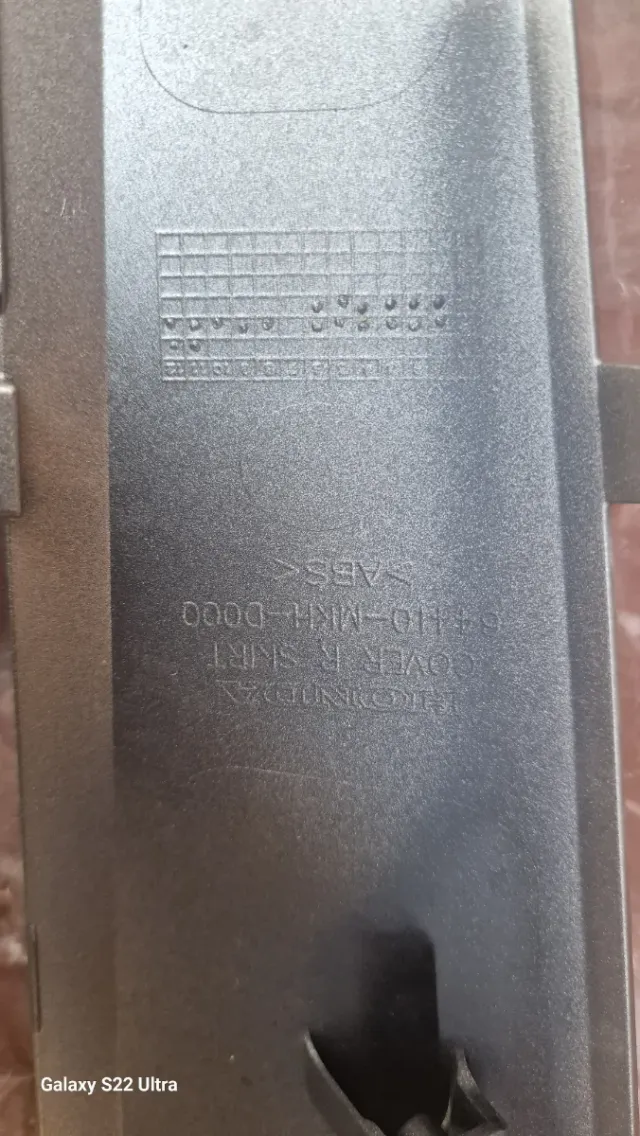 HONDA
COVER R SKIRT
64410-MKH-D000
>ABS<
Galaxy S22 Ultra